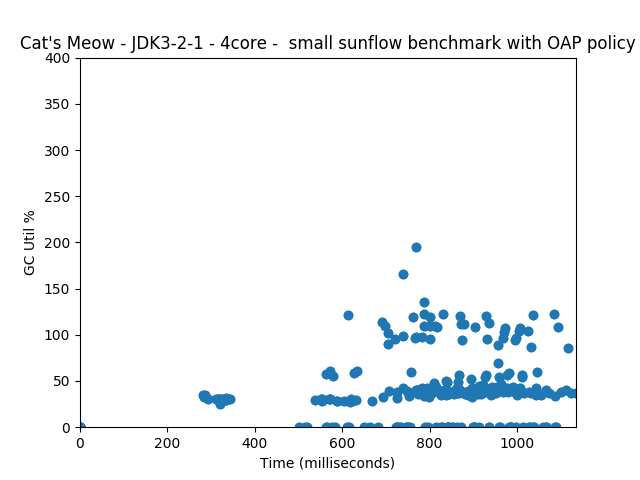 Cat's Meow - JDK3-2-1 - 4core -  small sunflow benchmark with OAP policy
400
350
300
250
200
150
100
50
0
GC Util %
0 200 400 600 800 1000
Time (milliseconds)